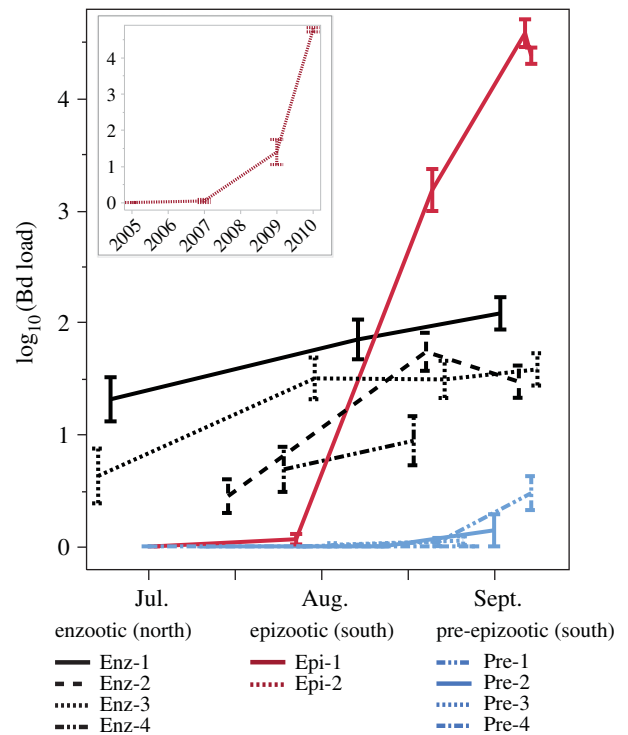 4
3
2
1
0
2005 2006 2007 2008 2009 2010
log10(Bd load)
4
3
2
1
0
Jul. Aug. Sept.
enzootic (north) epizootic (south) pre-epizootic (south)
Enz-1 Epi-1 Pre-1
Enz-2 Epi-2 Pre-2
Enz-3 Pre-3
Enz-4 Pre-4